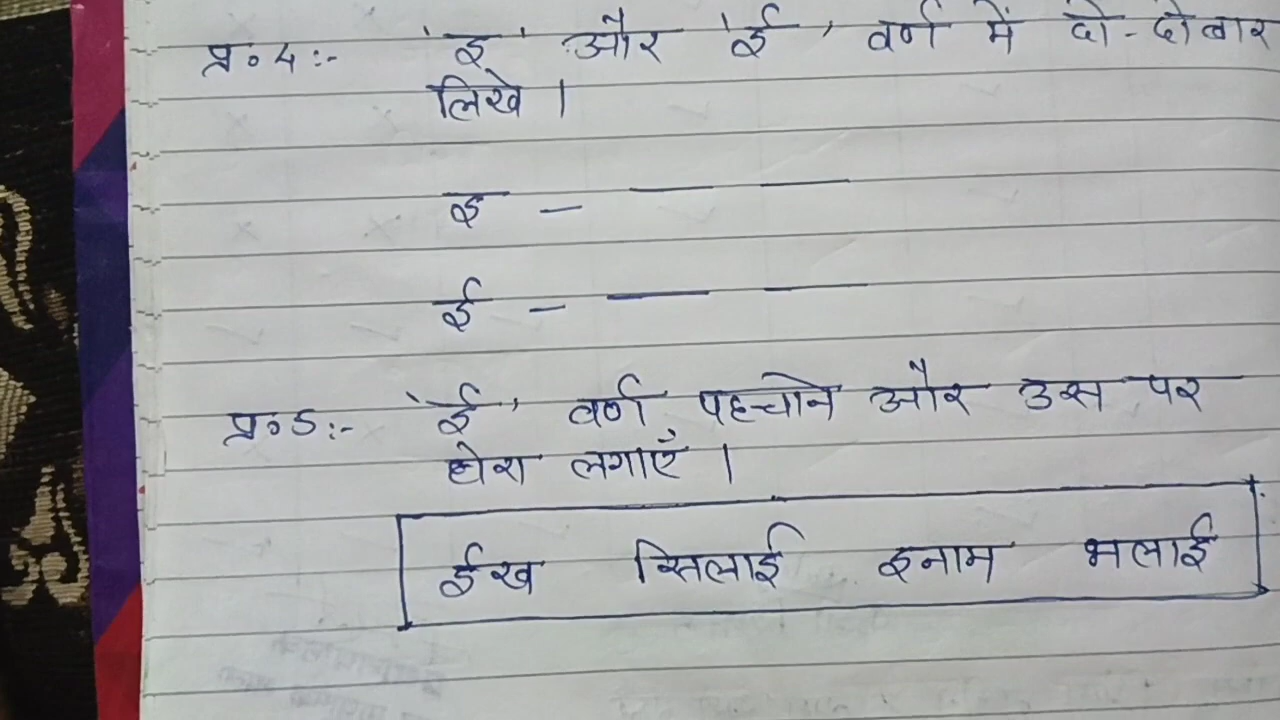 प्र०4:- 'इ' और 'ई' वर्ण में दो-दो बार
लिखे ।
इ - — —
ई - — —
प्र०5:- 'ई' वर्ण पहचाने और उस पर
घेरा लगाएँ ।
ईख सिलाई इनाम भलाई